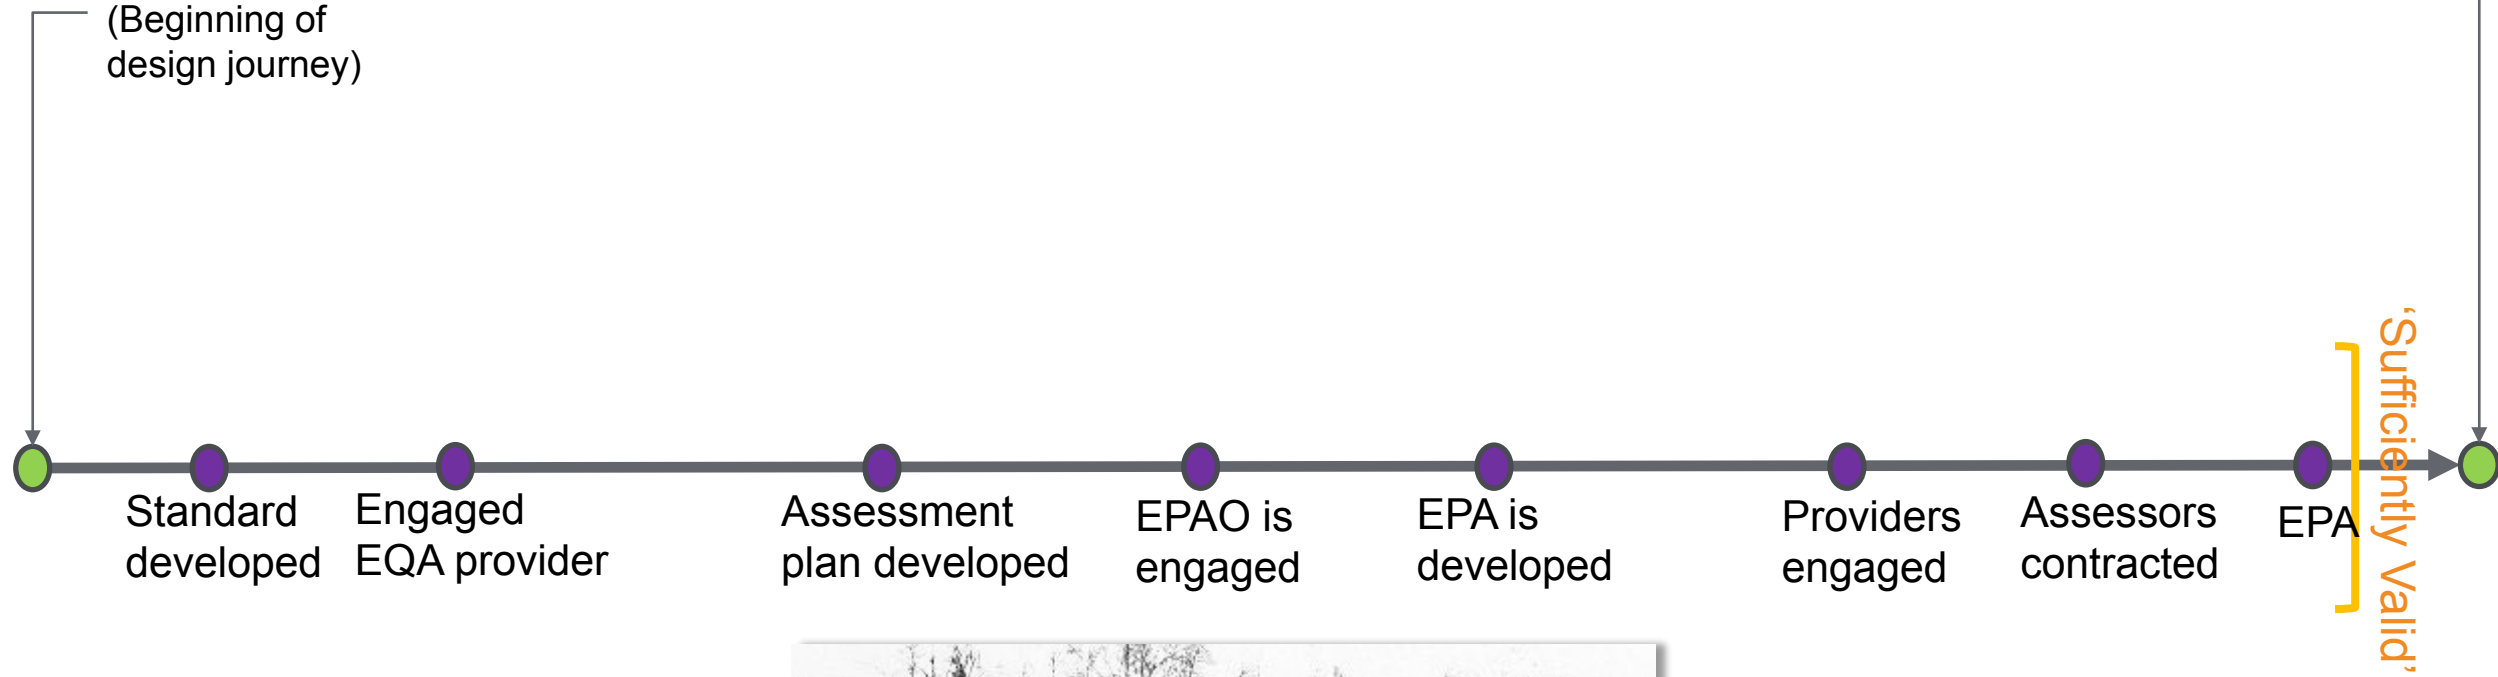 (Beginning of
design journey)
Standard
developed
Engaged
EQA provider
Assessment
plan developed
EPAO is
engaged
EPA is
developed
Providers
engaged
Assessors
contracted
EPA
‘Sufficiently Valid’